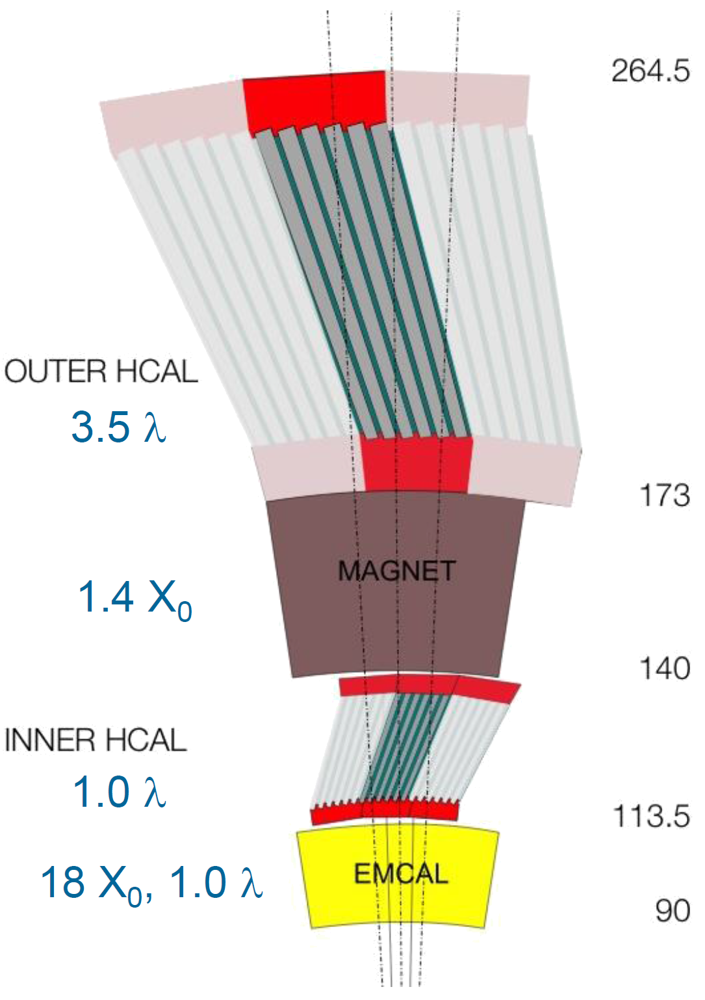 264.5
OUTER HCAL
3.5 λ
173
MAGNET
1.4 X₀
140
INNER HCAL
1.0 λ
113.5
EMCAL
18 X₀, 1.0 λ
90